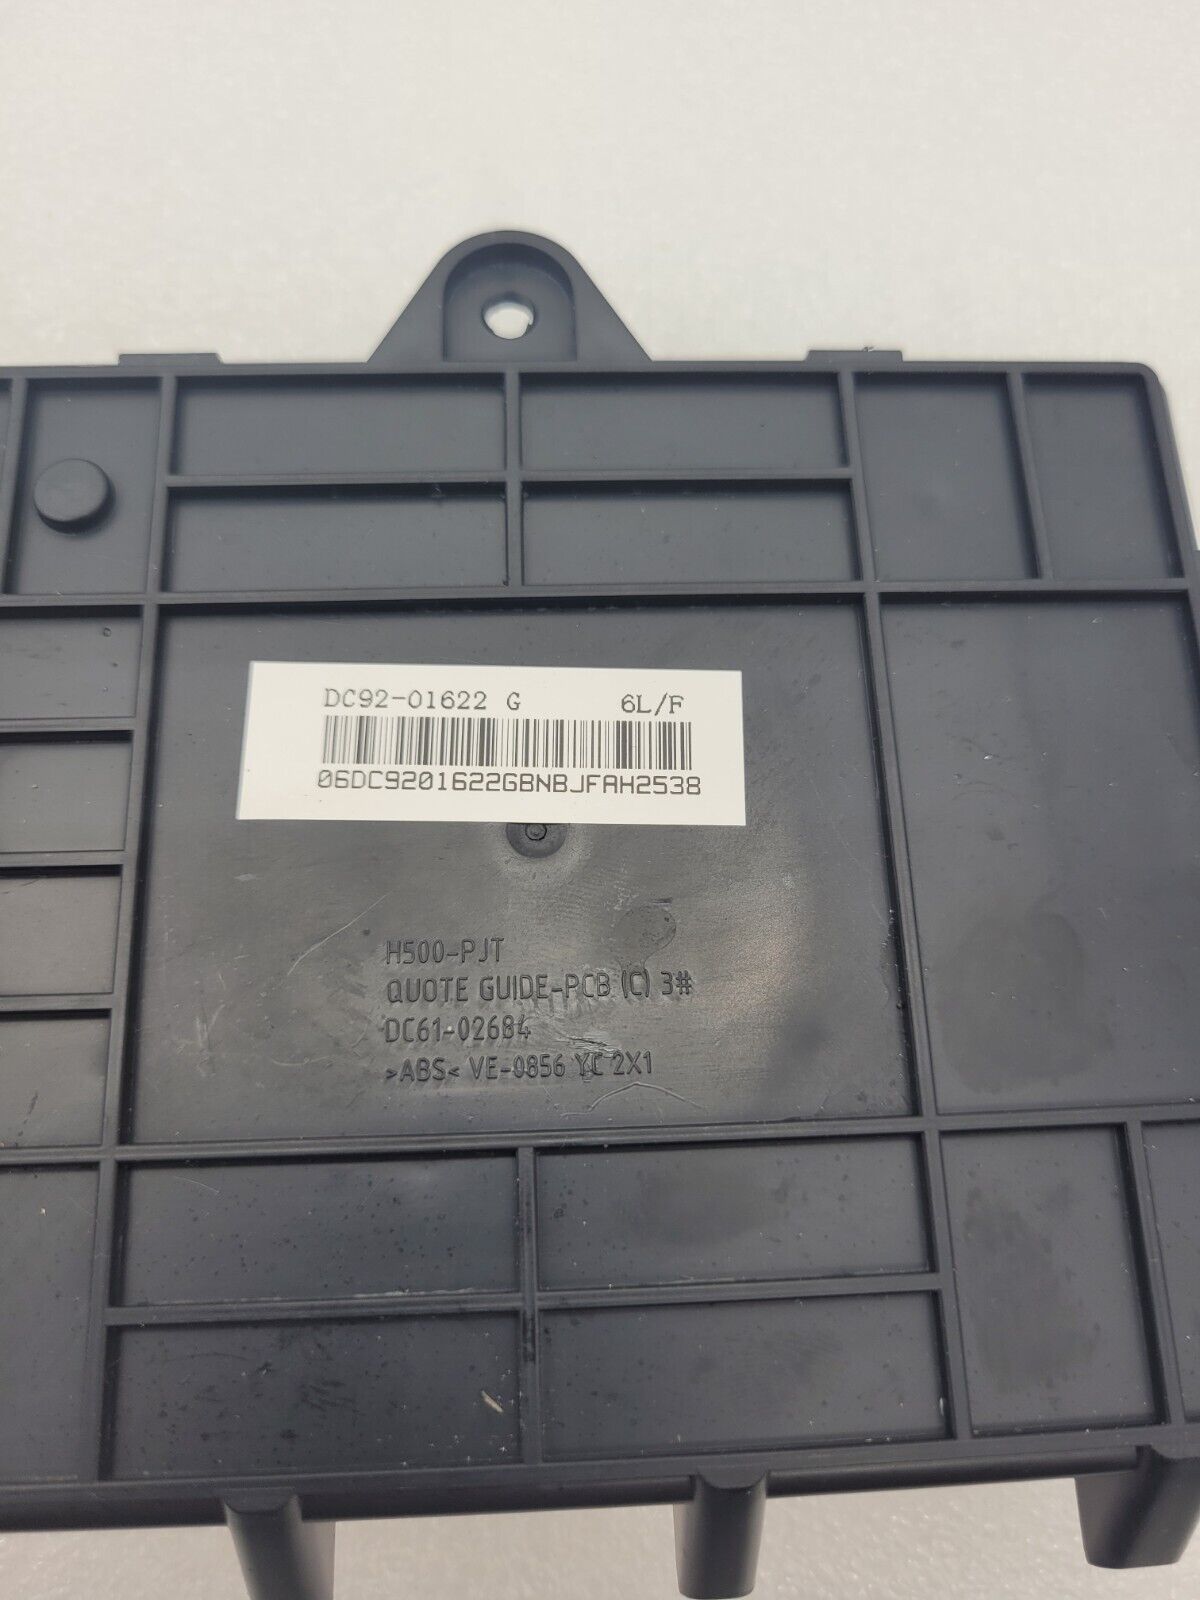 DC92-01622 G 6L/F
06DC9201622GBNBJFAH2538
H500-PJT
QUOTE GUIDE-PCB (C) 3#
DC61-02684
>ABS< VE-0856 YC 2X1